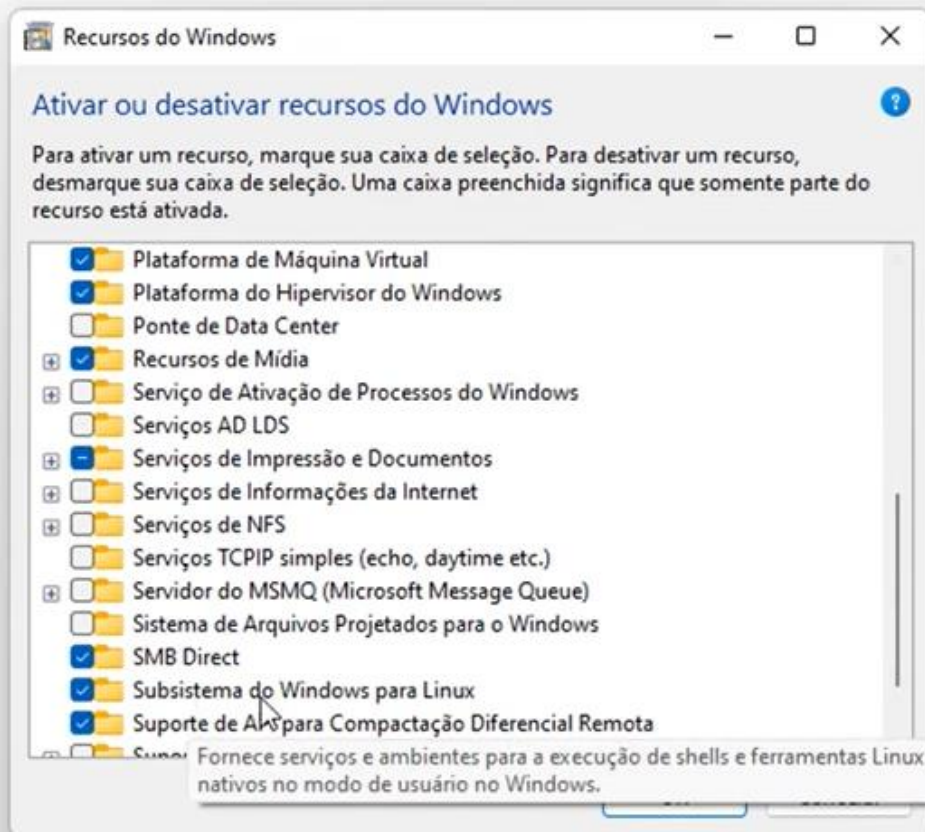 Recursos do Windows
Ativar ou desativar recursos do Windows
Para ativar um recurso, marque sua caixa de seleção. Para desativar um recurso,
desmarque sua caixa de seleção. Uma caixa preenchida significa que somente parte do
recurso está ativada.
Plataforma de Máquina Virtual
Plataforma do Hipervisor do Windows
Ponte de Data Center
Recursos de Mídia
Serviço de Ativação de Processos do Windows
Serviços AD LDS
Serviços de Impressão e Documentos
Serviços de Informações da Internet
Serviços de NFS
Serviços TCPIP simples (echo, daytime etc.)
Servidor do MSMQ (Microsoft Message Queue)
Sistema de Arquivos Projetados para o Windows
SMB Direct
Subsistema do Windows para Linux
Suporte de para Compactação Diferencial Remota
Fornece serviços e ambientes para a execução de shells e ferramentas Linux
nativos no modo de usuário no Windows.